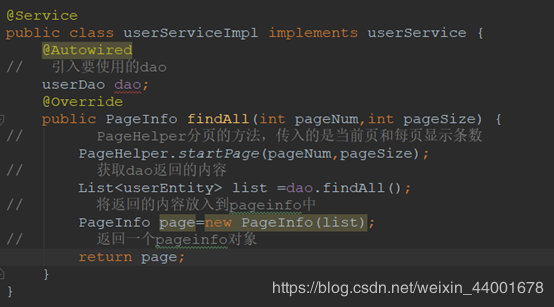 @Service
public class userServiceImpl implements userService {
@Autowired
// 引入要使用的dao
userDao dao;
@Override
public PageInfo findAll(int pageNum,int pageSize) {
// PageHelper分页的方法，传入的是当前页和每页显示条数
PageHelper.startPage(pageNum,pageSize);
// 获取dao返回的内容
List<userEntity> list =dao.findAll();
// 将返回的内容放入到pageinfo中
PageInfo page=new PageInfo(list);
// 返回一个pageinfo对象
return page;
}
}
https://blog.csdn.net/weixin_44001678